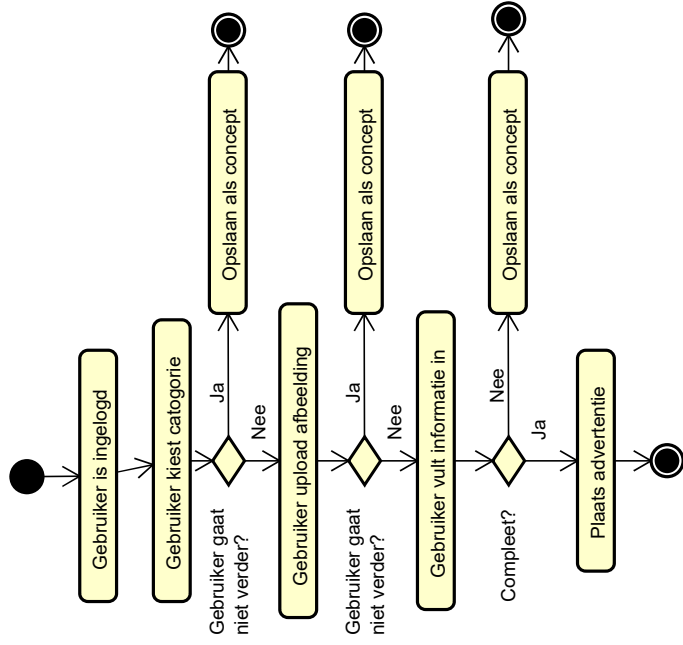 Gebruiker is ingelogd
Gebruiker kiest catogorie
Gebruiker gaat
niet verder?
Ja
Opslaan als concept
Nee
Gebruiker upload afbeelding
Gebruiker gaat
niet verder?
Ja
Opslaan als concept
Nee
Gebruiker vult informatie in
Compleet?
Nee
Opslaan als concept
Ja
Plaats advertentie